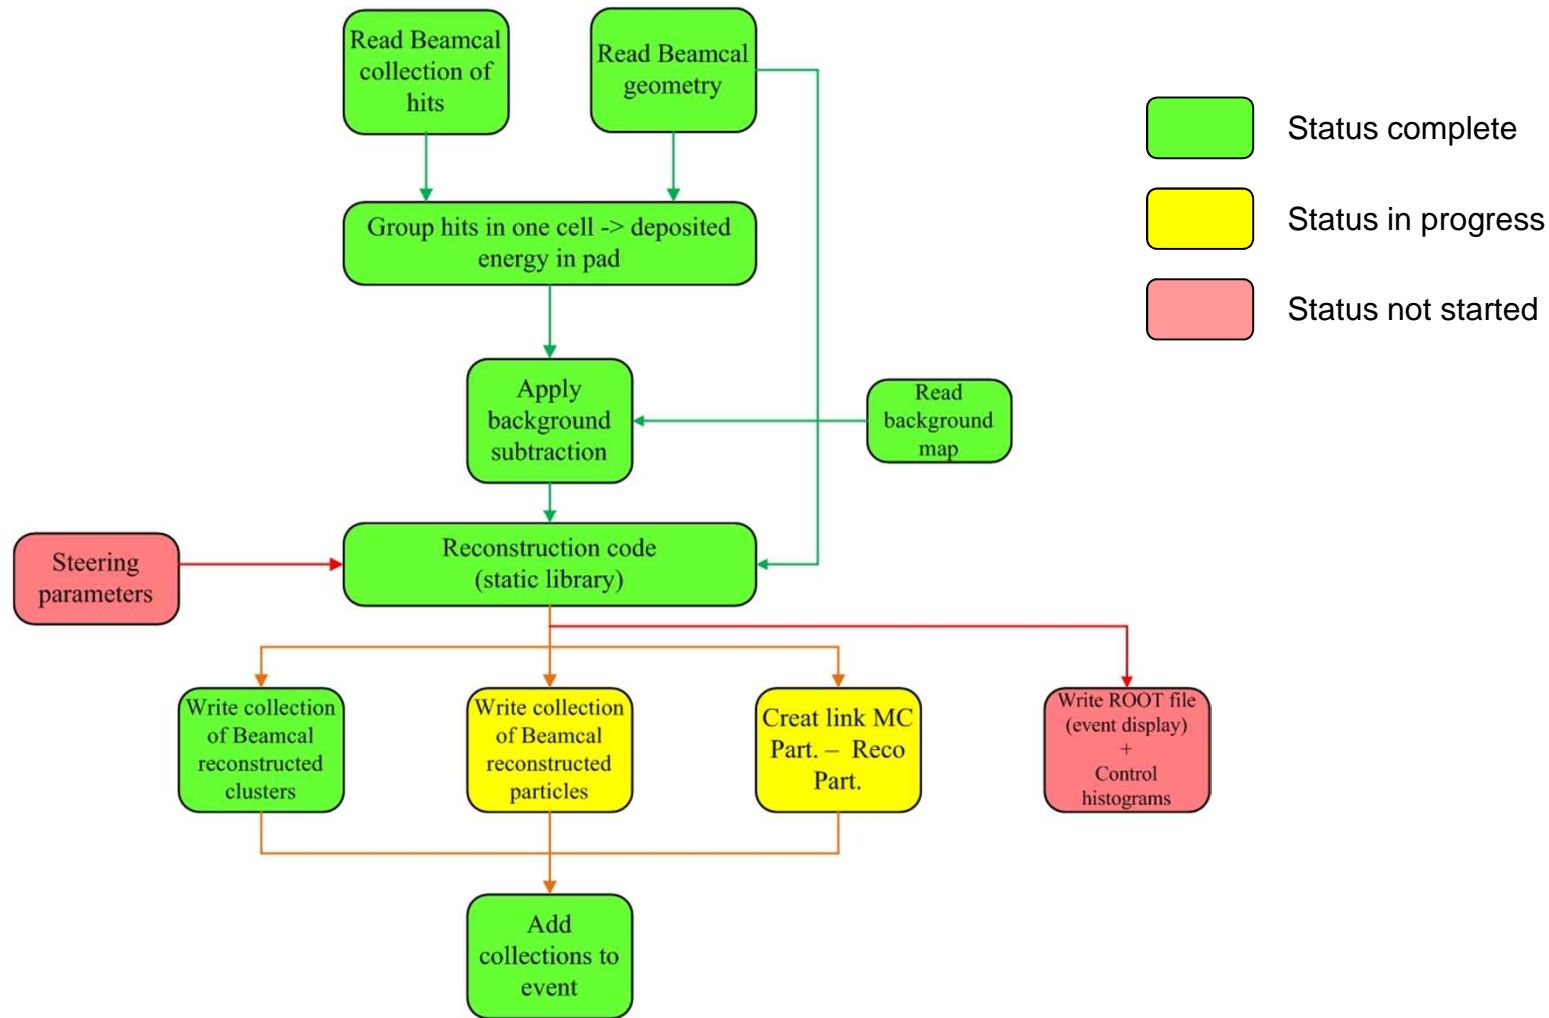 Read Beamcal
collection of
hits
Read Beamcal
geometry
Status complete
Status in progress
Status not started
Group hits in one cell -> deposited
energy in pad
Apply
background
subtraction
Read
background
map
Steering
parameters
Reconstruction code
(static library)
Write collection
of Beamcal
reconstructed
clusters
Write collection
of Beamcal
reconstructed
particles
Creat link MC
Part. – Reco
Part.
Write ROOT file
(event display)
+
Control
histograms
Add
collections to
event